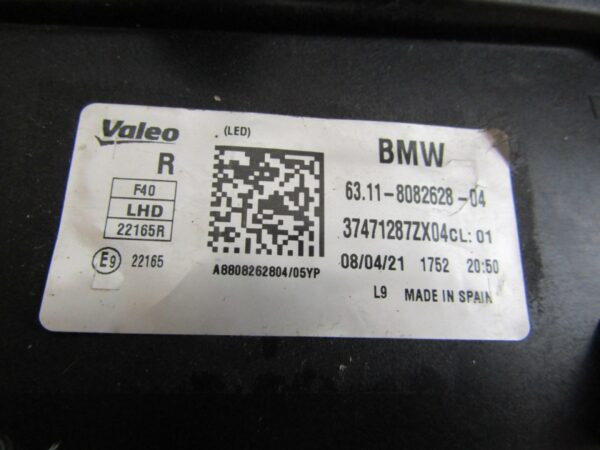 Valeo
(LED)
BMW
R
F40
LHD
22165R
E9 22165
A8808262804/05YP
63.11-8082628-04
37471287ZX04CL:01
08/04/21 1752 20:50
L9 MADE IN SPAIN